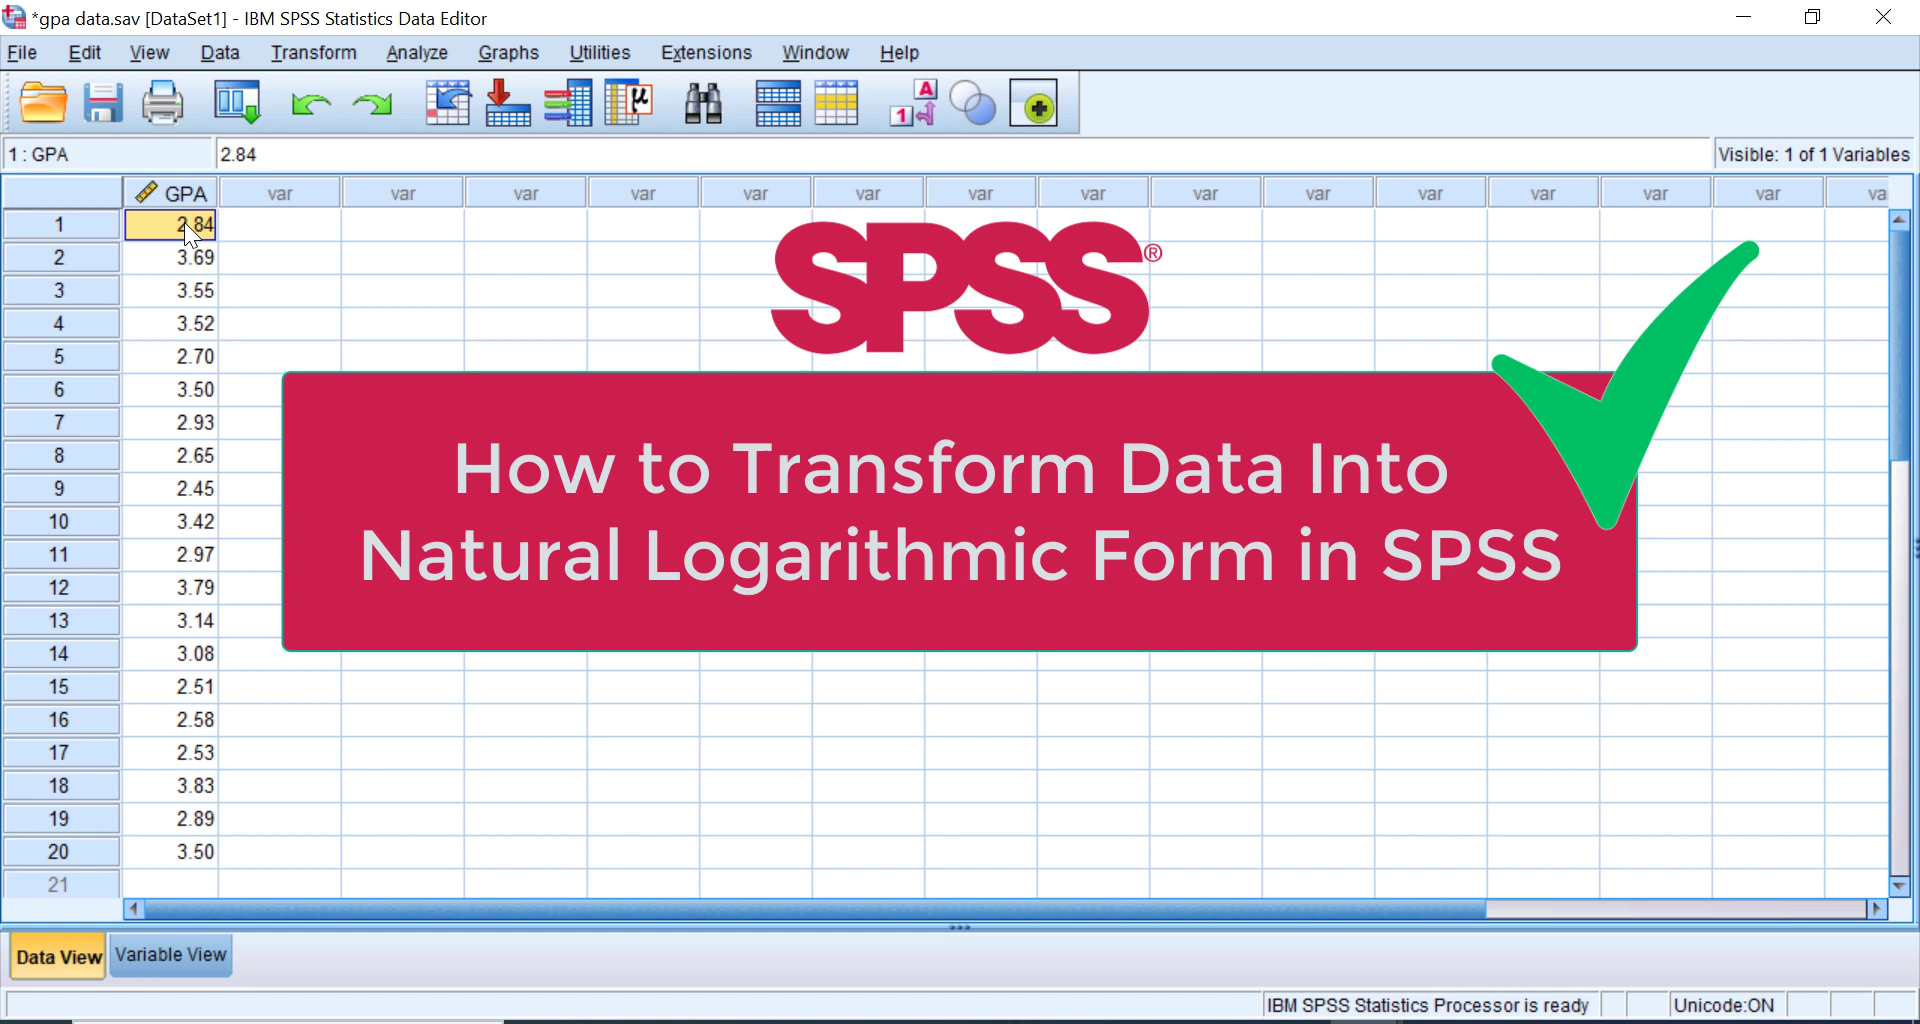 *gpa data.sav [DataSet1] - IBM SPSS Statistics Data Editor
File Edit View Data Transform Analyze Graphs Utilities Extensions Window Help
μ A 1
1 : GPA 2.84 Visible: 1 of 1 Variables
GPA var var var var var var var var var var var var var var va
1 2.84
2 3.69
3 3.55
4 3.52
5 2.70
6 3.50
7 2.93
8 2.65
9 2.45
10 3.42
11 2.97
12 3.79
13 3.14
14 3.08
15 2.51
16 2.58
17 2.53
18 3.83
19 2.89
20 3.50
21
SPSS®
How to Transform Data Into
Natural Logarithmic Form in SPSS
Data View Variable View
IBM SPSS Statistics Processor is ready Unicode:ON